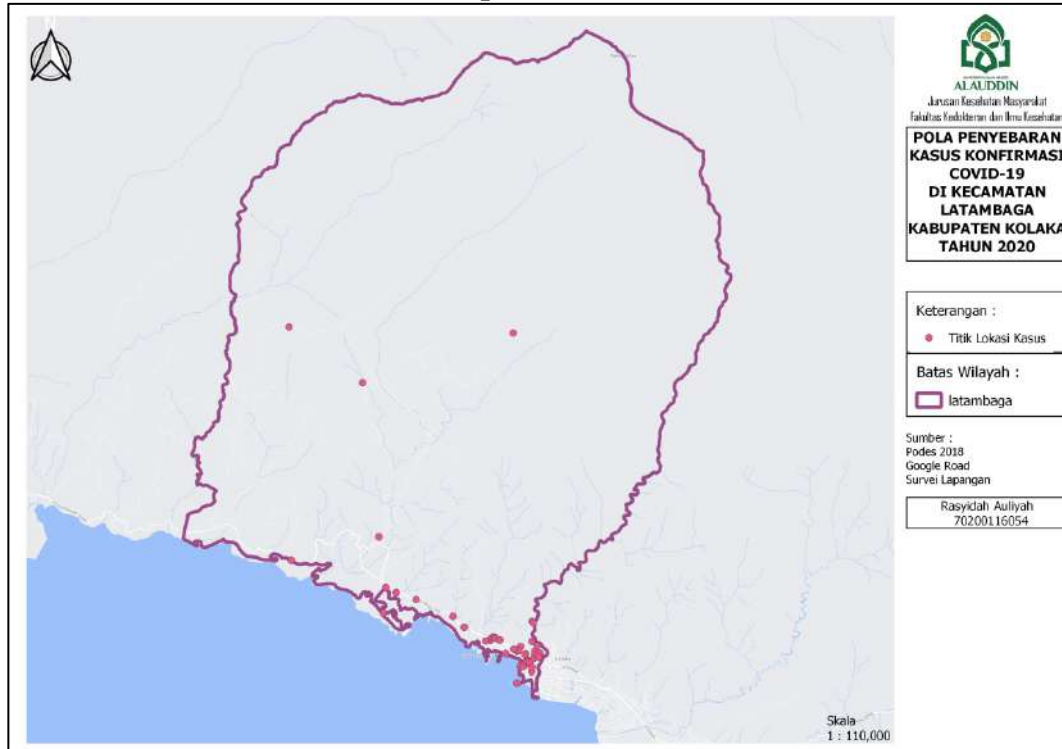 ALAUDDIN
Jurusan Kesehatan Masyarakat
Fakultas Kedokteran dan Ilmu Kesehatan
POLA PENYEBARAN
KASUS KONFIRMASI
COVID-19
DI KECAMATAN
LATAMBAGA
KABUPATEN KOLAKA
TAHUN 2020
Keterangan :
Titik Lokasi Kasus
Batas Wilayah :
latambaga
Sumber :
Podes 2018
Google Road
Survei Lapangan
Rasyidah Auliyah
70200116054
Skala
1 : 110,000